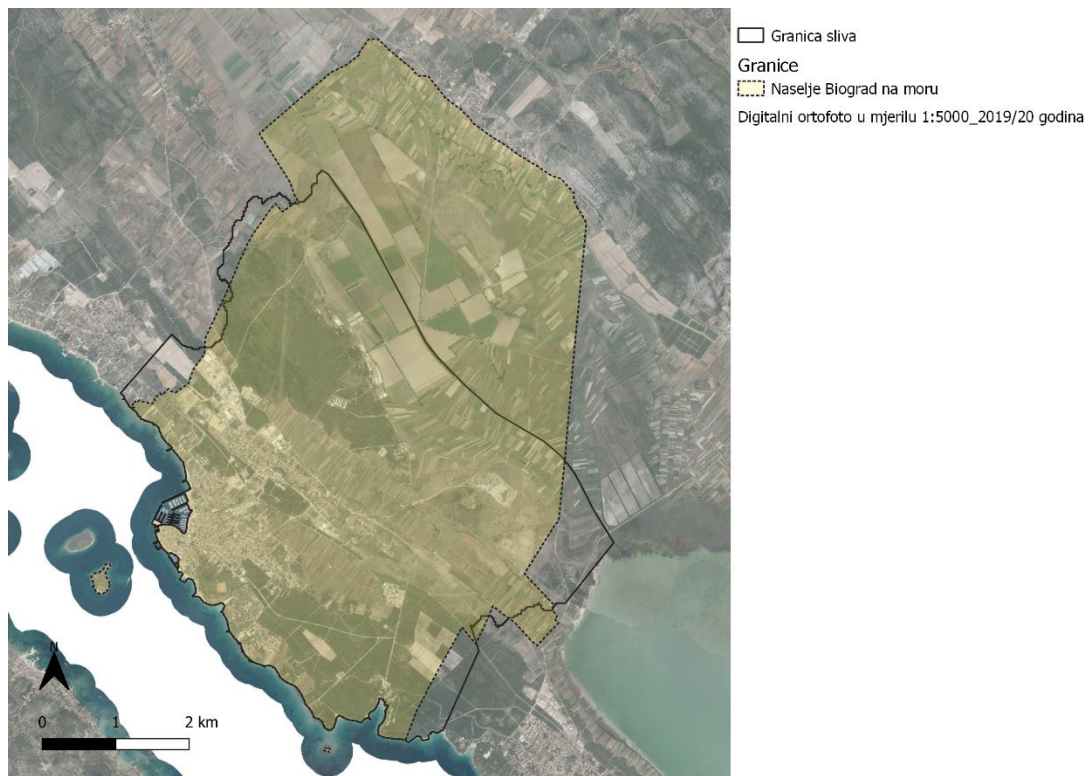 Granica sliva
Granice
Naselje Biograd na moru
Digitalni ortofoto u mjerilu 1:5000_2019/20 godina
N
0 1 2 km